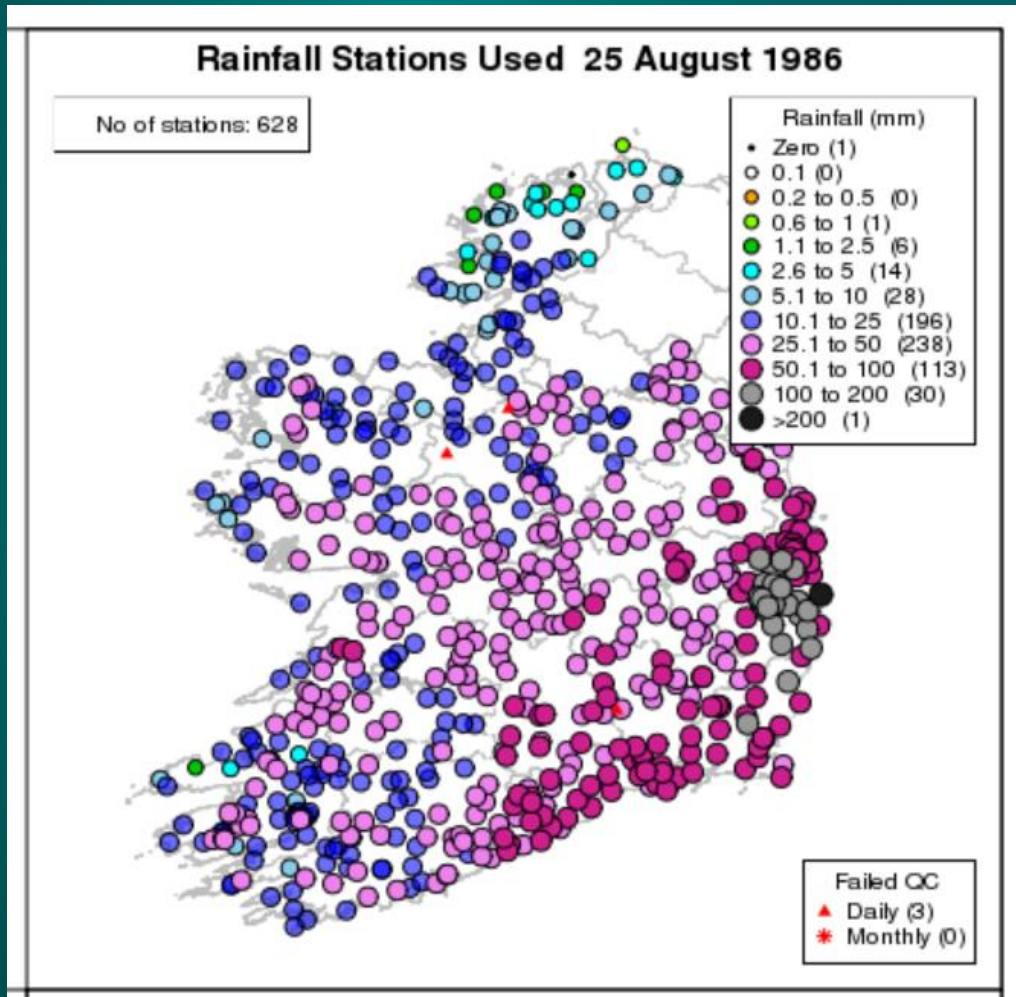 Rainfall Stations Used 25 August 1986
No of stations: 628
Rainfall (mm)
Zero (1)
0.1 (0)
0.2 to 0.5 (0)
0.6 to 1 (1)
1.1 to 2.5 (6)
2.6 to 5 (14)
5.1 to 10 (28)
10.1 to 25 (196)
25.1 to 50 (238)
50.1 to 100 (113)
100 to 200 (30)
>200 (1)
Failed QC
Daily (3)
Monthly (0)